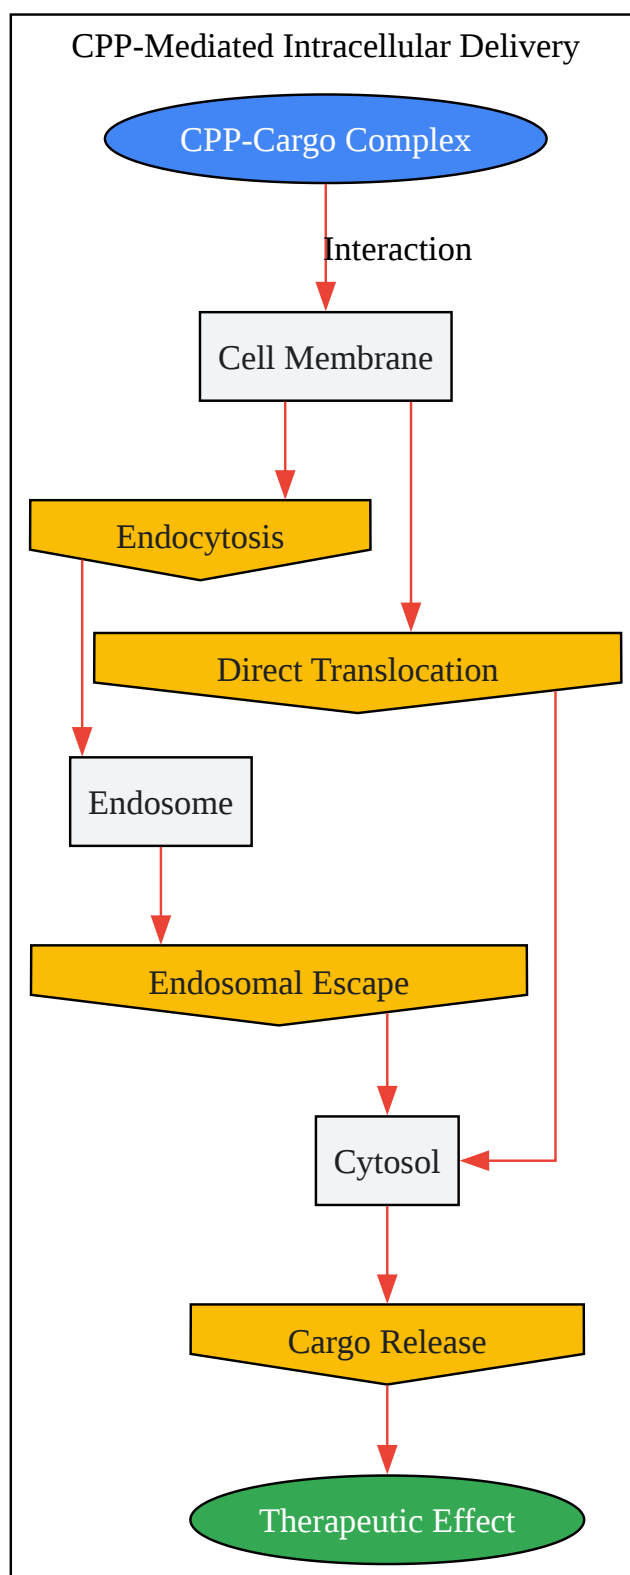 CPP-Mediated Intracellular Delivery
CPP-Cargo Complex
Interaction
Cell Membrane
Endocytosis
Direct Translocation
Endosome
Endosomal Escape
Cytosol
Cargo Release
Therapeutic Effect